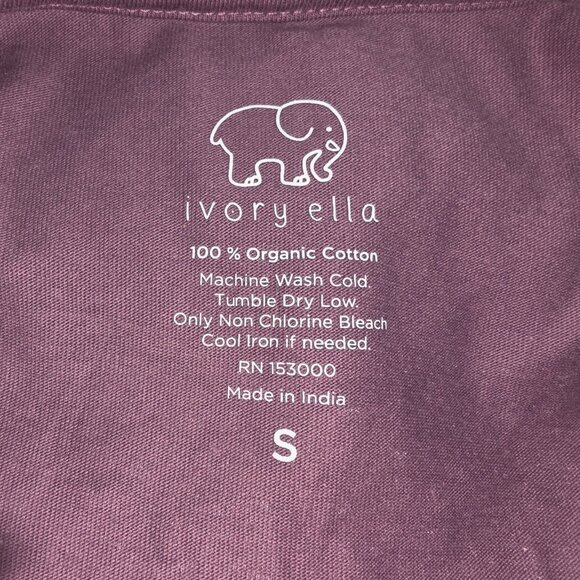 ivory ella
100 % Organic Cotton
Machine Wash Cold.
Tumble Dry Low.
Only Non Chlorine Bleach
Cool Iron if needed.
RN 153000
Made in India
S